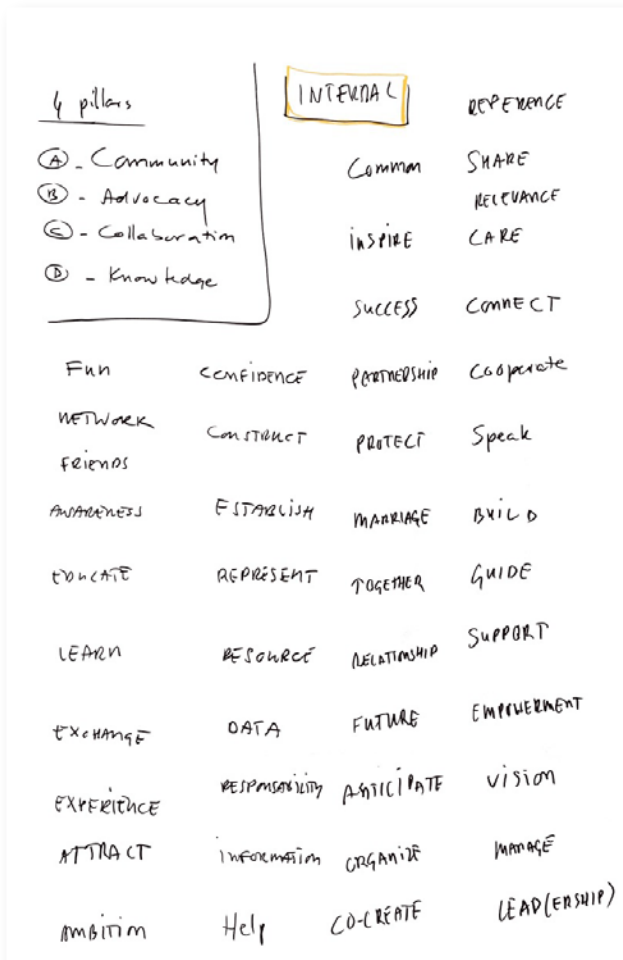 4 pillars
(A) - Community
(B) - Advocacy
(C) - Collaboration
(D) - Knowledge
INTERNAL
REFERENCE
Common SHARE
RELEVANCE
inspire CARE
SUCCESS CONNECT
Fun CONFIDENCE PARTNERSHIP Cooperate
NETWORK CONSTRUCT PROTECT Speak
FRIENDS
AWARENESS ESTABLISH MARRIAGE BUILD
EDUCATE REPRESENT TOGETHER GUIDE
LEARN RESOURCE RELATIONSHIP SUPPORT
EXCHANGE DATA FUTURE EMPOWERMENT
EXPERIENCE RESPONSABILITY ANTICIPATE vision
ATTRACT INFORMATION ORGANIZE MANAGE
AMBITION Help CO-CREATE LEAD(ERSHIP)